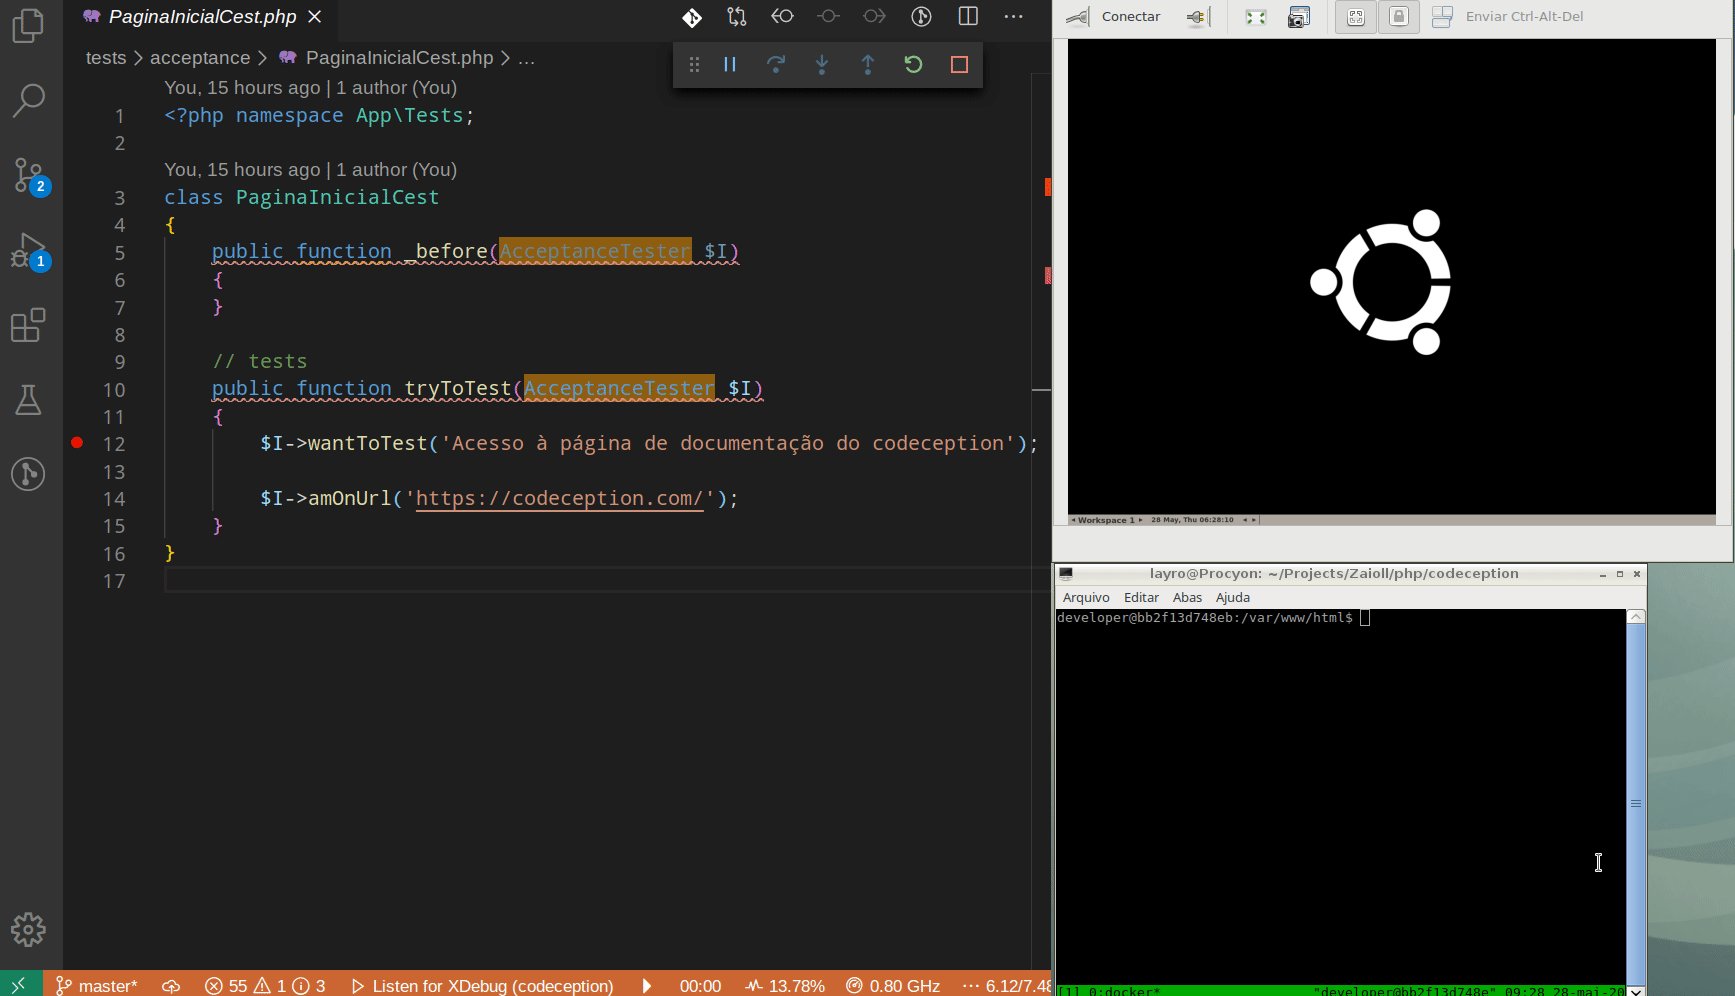 PaginaInicialCest.php
tests > acceptance > PaginaInicialCest.php > ...
You, 15 hours ago | 1 author (You)
1 <?php namespace App\Tests;
2
You, 15 hours ago | 1 author (You)
3 class PaginaInicialCest
4 {
5 public function _before(AcceptanceTester $I)
6 {
7 }
8
9 // tests
10 public function tryToTest(AcceptanceTester $I)
11 {
12 $I->wantToTest('Acesso à página de documentação do codeception');
13
14 $I->amOnUrl('https://codeception.com/');
15 }
16 }
17
2
1
master* 55 1 3 Listen for XDebug (codeception) 00:00 13.78% 0.80 GHz ··· 6.12/7.48
Conectar Enviar Ctrl-Alt-Del
Workspace 1 28 May, Thu 06:28:10
layro@Procyon: ~/Projects/Zaioll/php/codeception
Arquivo Editar Abas Ajuda
developer@bb2f13d748eb:/var/www/html$
[1] 0:docker* "developer@bb2f13d748e" 09:28 28-mai-20